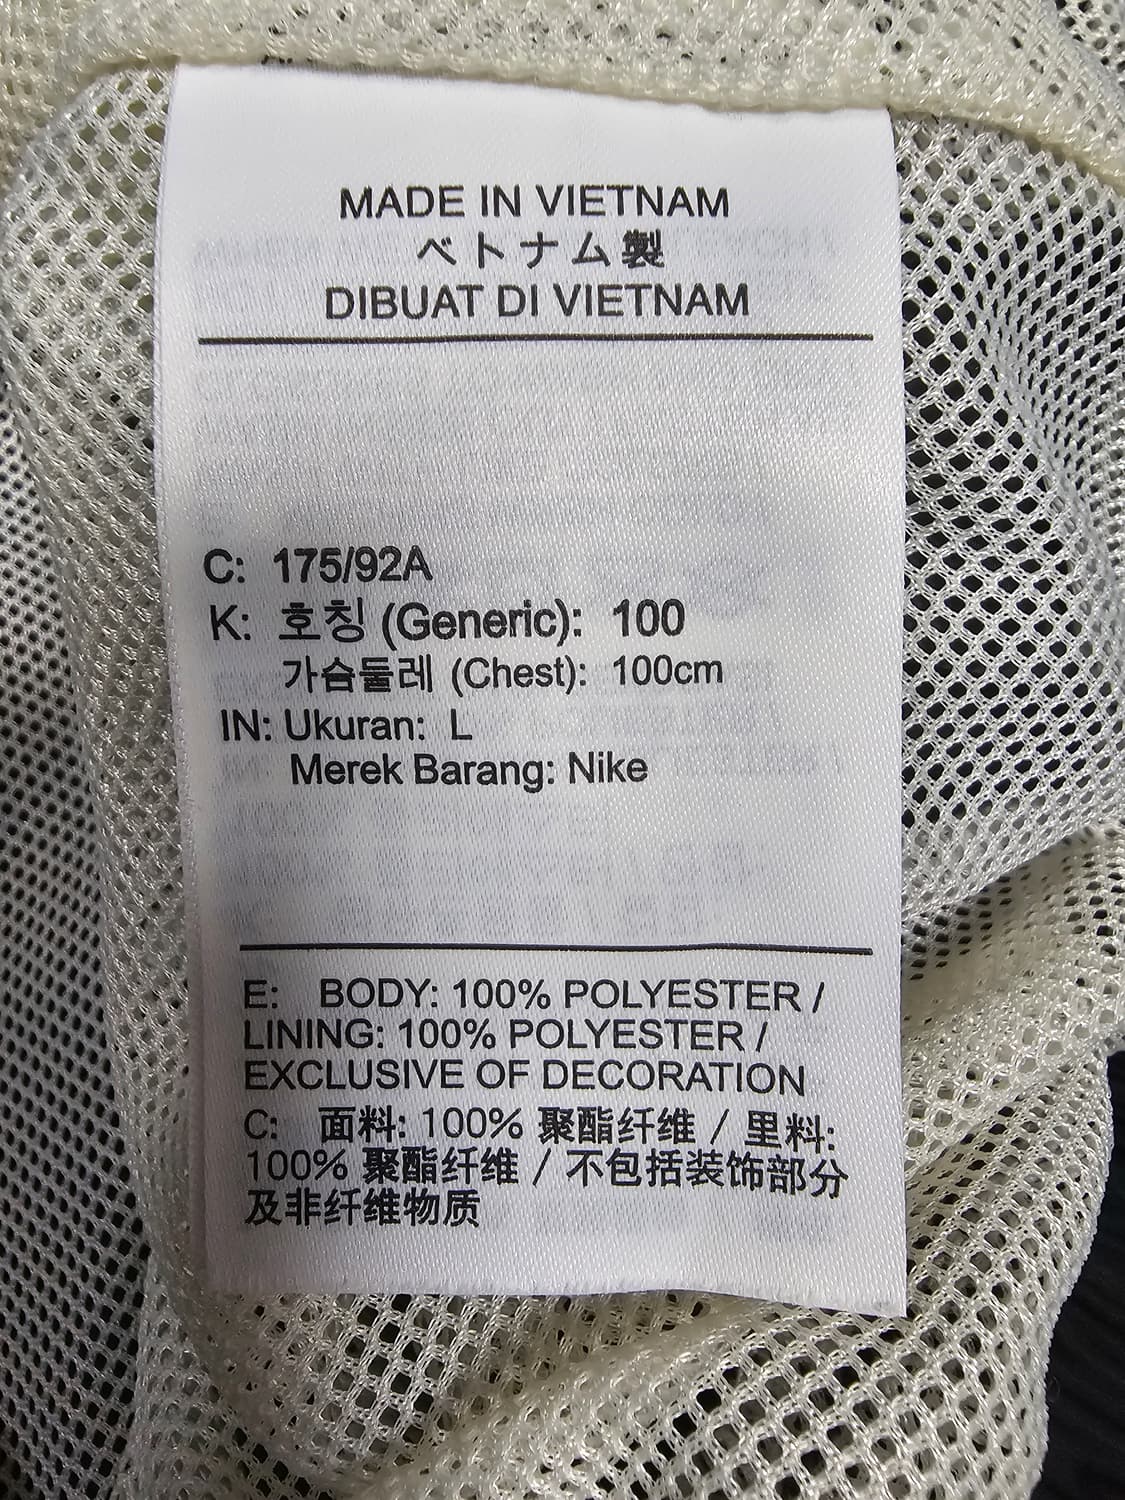 MADE IN VIETNAM
ベトナム製
DIBUAT DI VIETNAM
C: 175/92A
K: 호칭 (Generic): 100
가슴둘레 (Chest): 100cm
IN: Ukuran: L
Merek Barang: Nike
E: BODY: 100% POLYESTER /
LINING: 100% POLYESTER /
EXCLUSIVE OF DECORATION
C: 面料: 100% 聚酯纤维 / 里料:
100% 聚酯纤维 / 不包括装饰部分
及非纤维物质